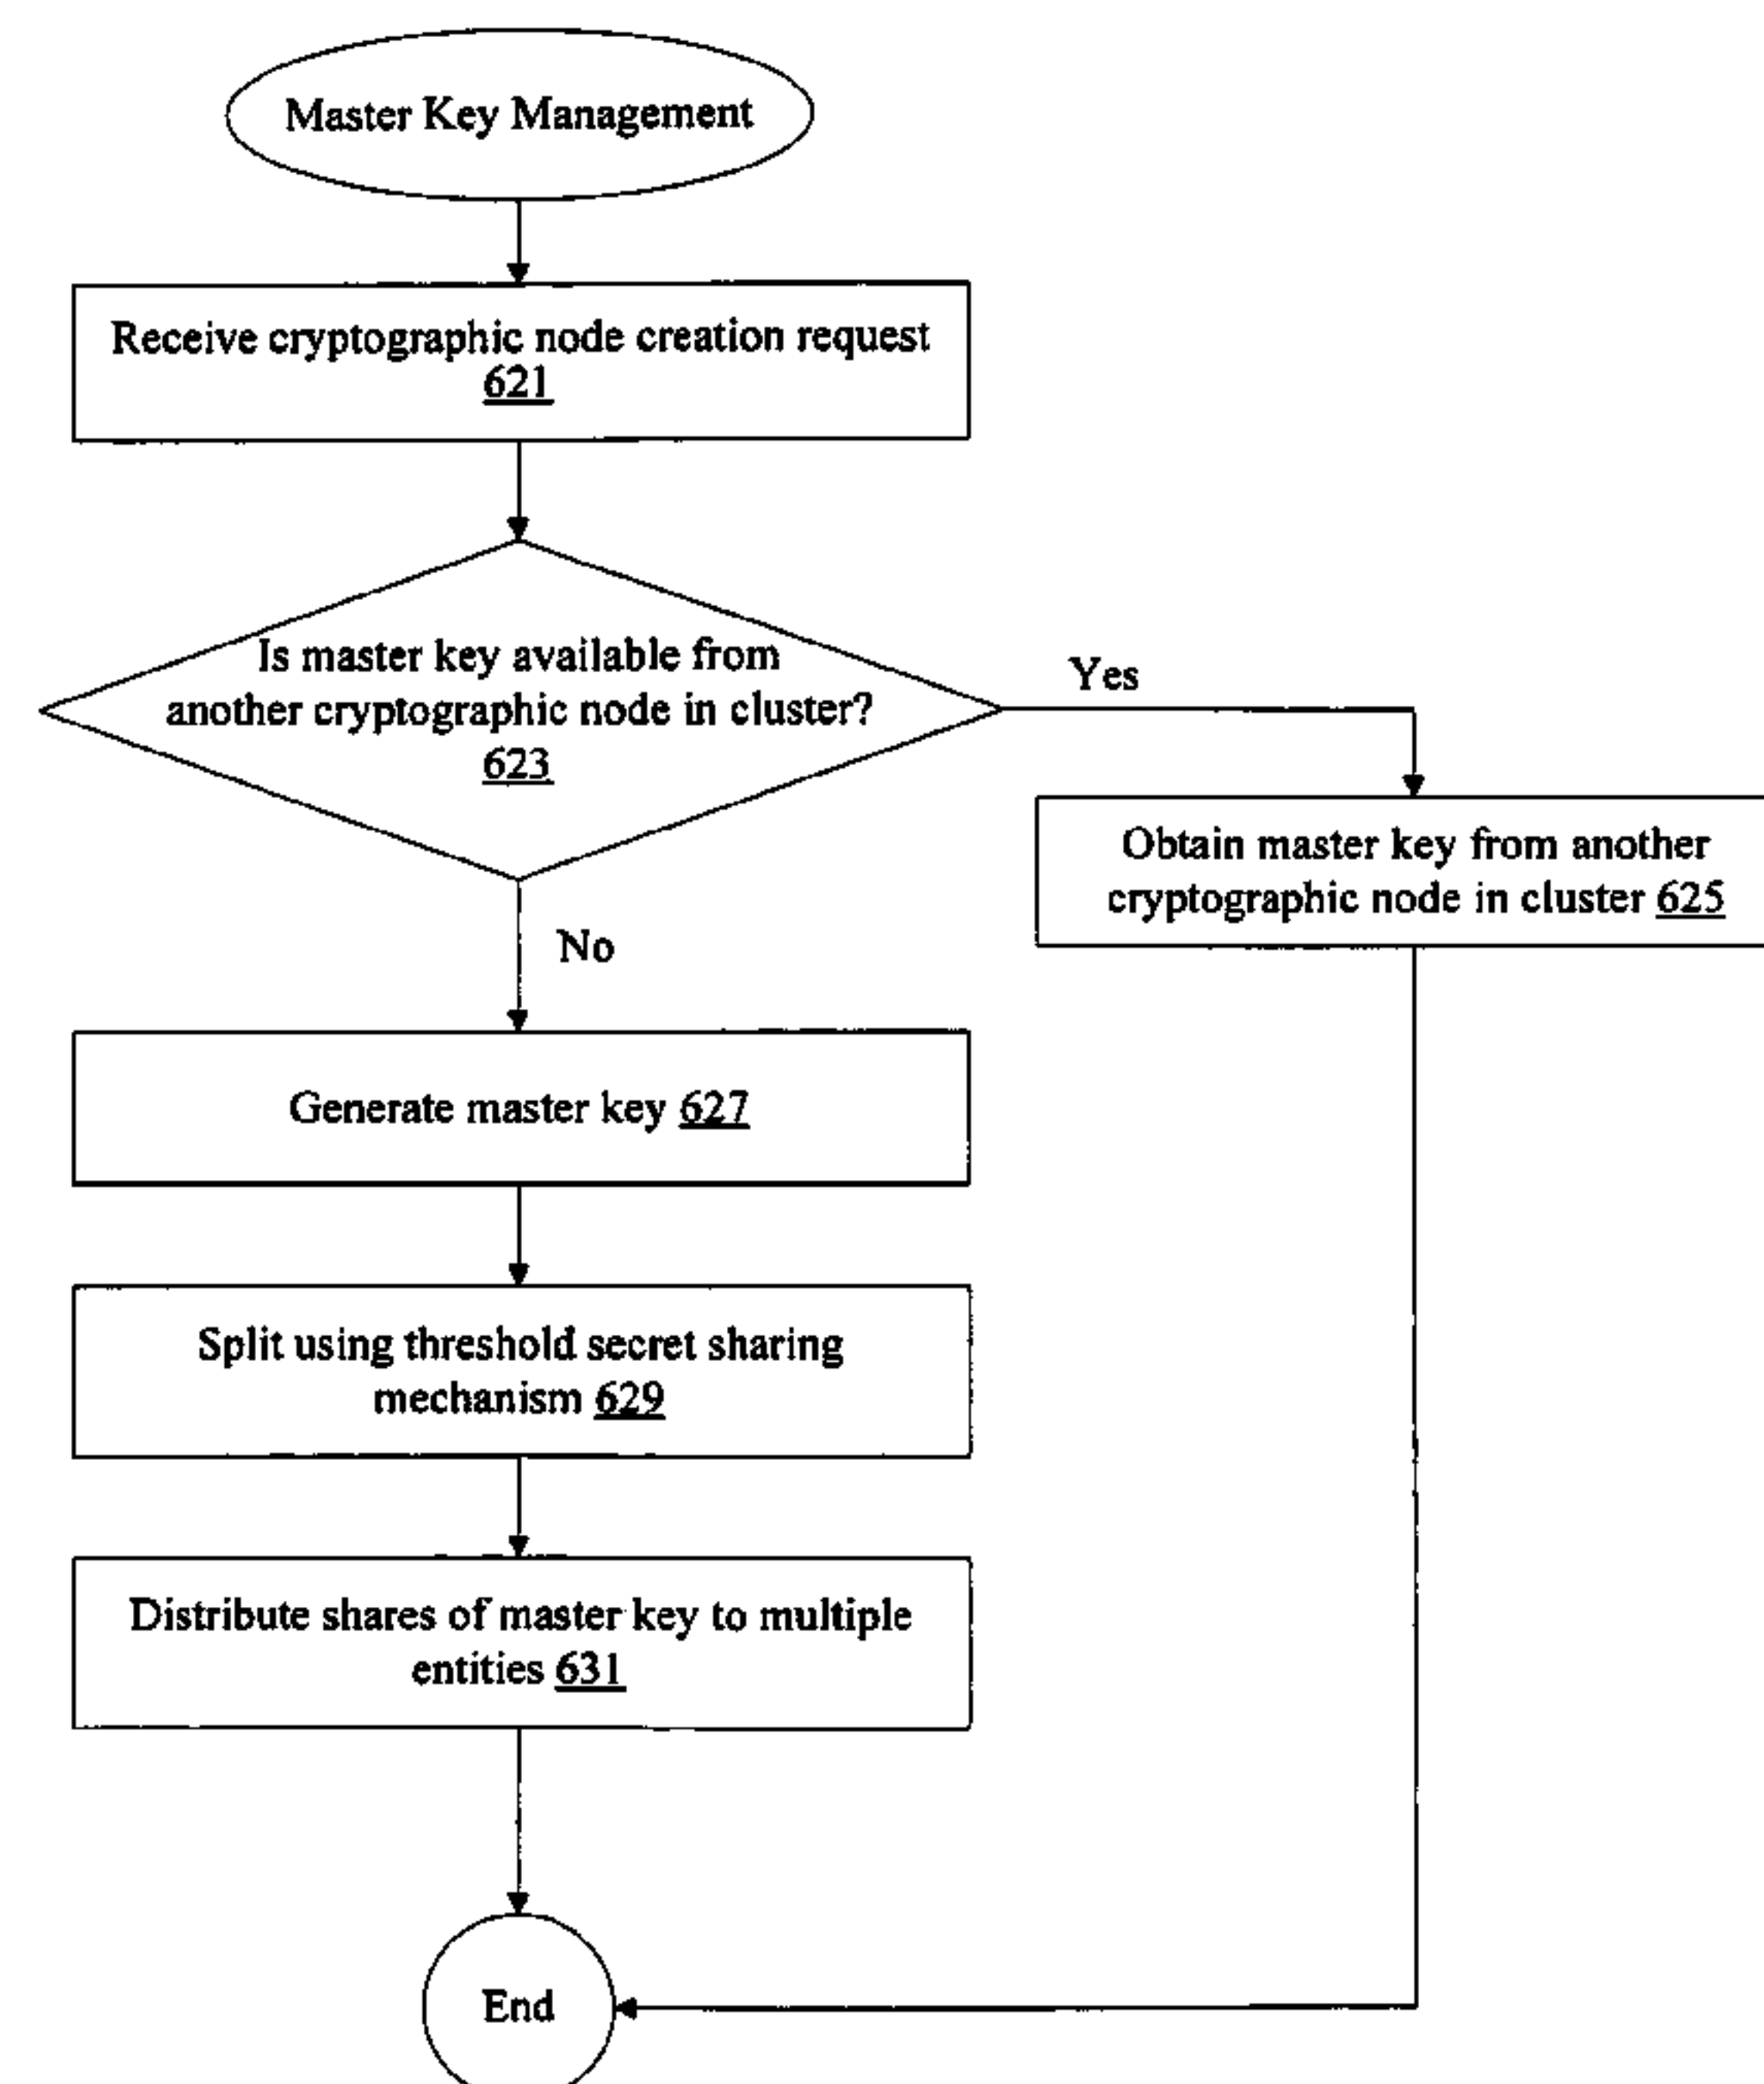 Master Key Management
Receive cryptographic node creation request
621
Is master key available from
another cryptographic node in cluster?
623
Yes
Obtain master key from another
cryptographic node in cluster 625
No
Generate master key 627
Split using threshold secret sharing
mechanism 629
Distribute shares of master key to multiple
entities 631
End